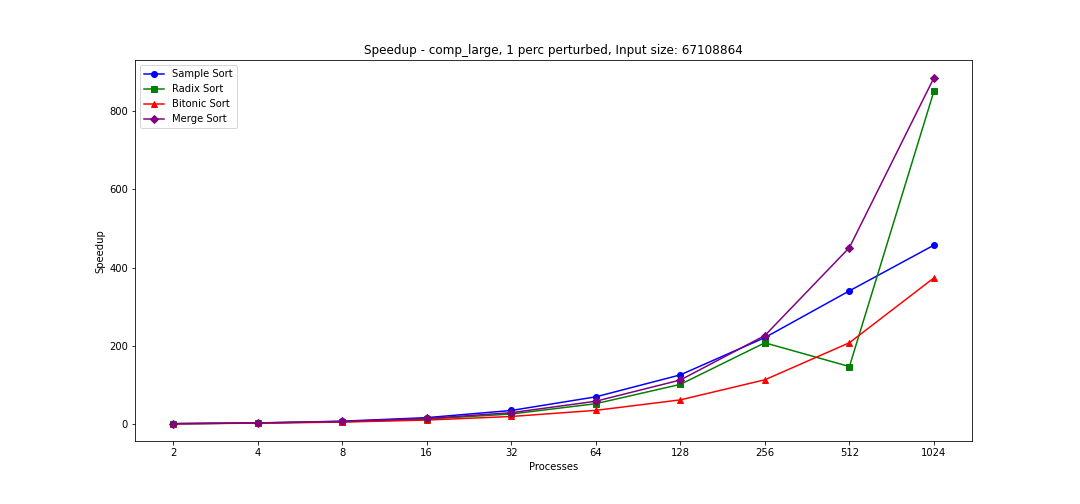 Speedup - comp_large, 1 perc perturbed, Input size: 67108864
Sample Sort
Radix Sort
Bitonic Sort
Merge Sort
Speedup
800
600
400
200
0
2 4 8 16 32 64 128 256 512 1024
Processes